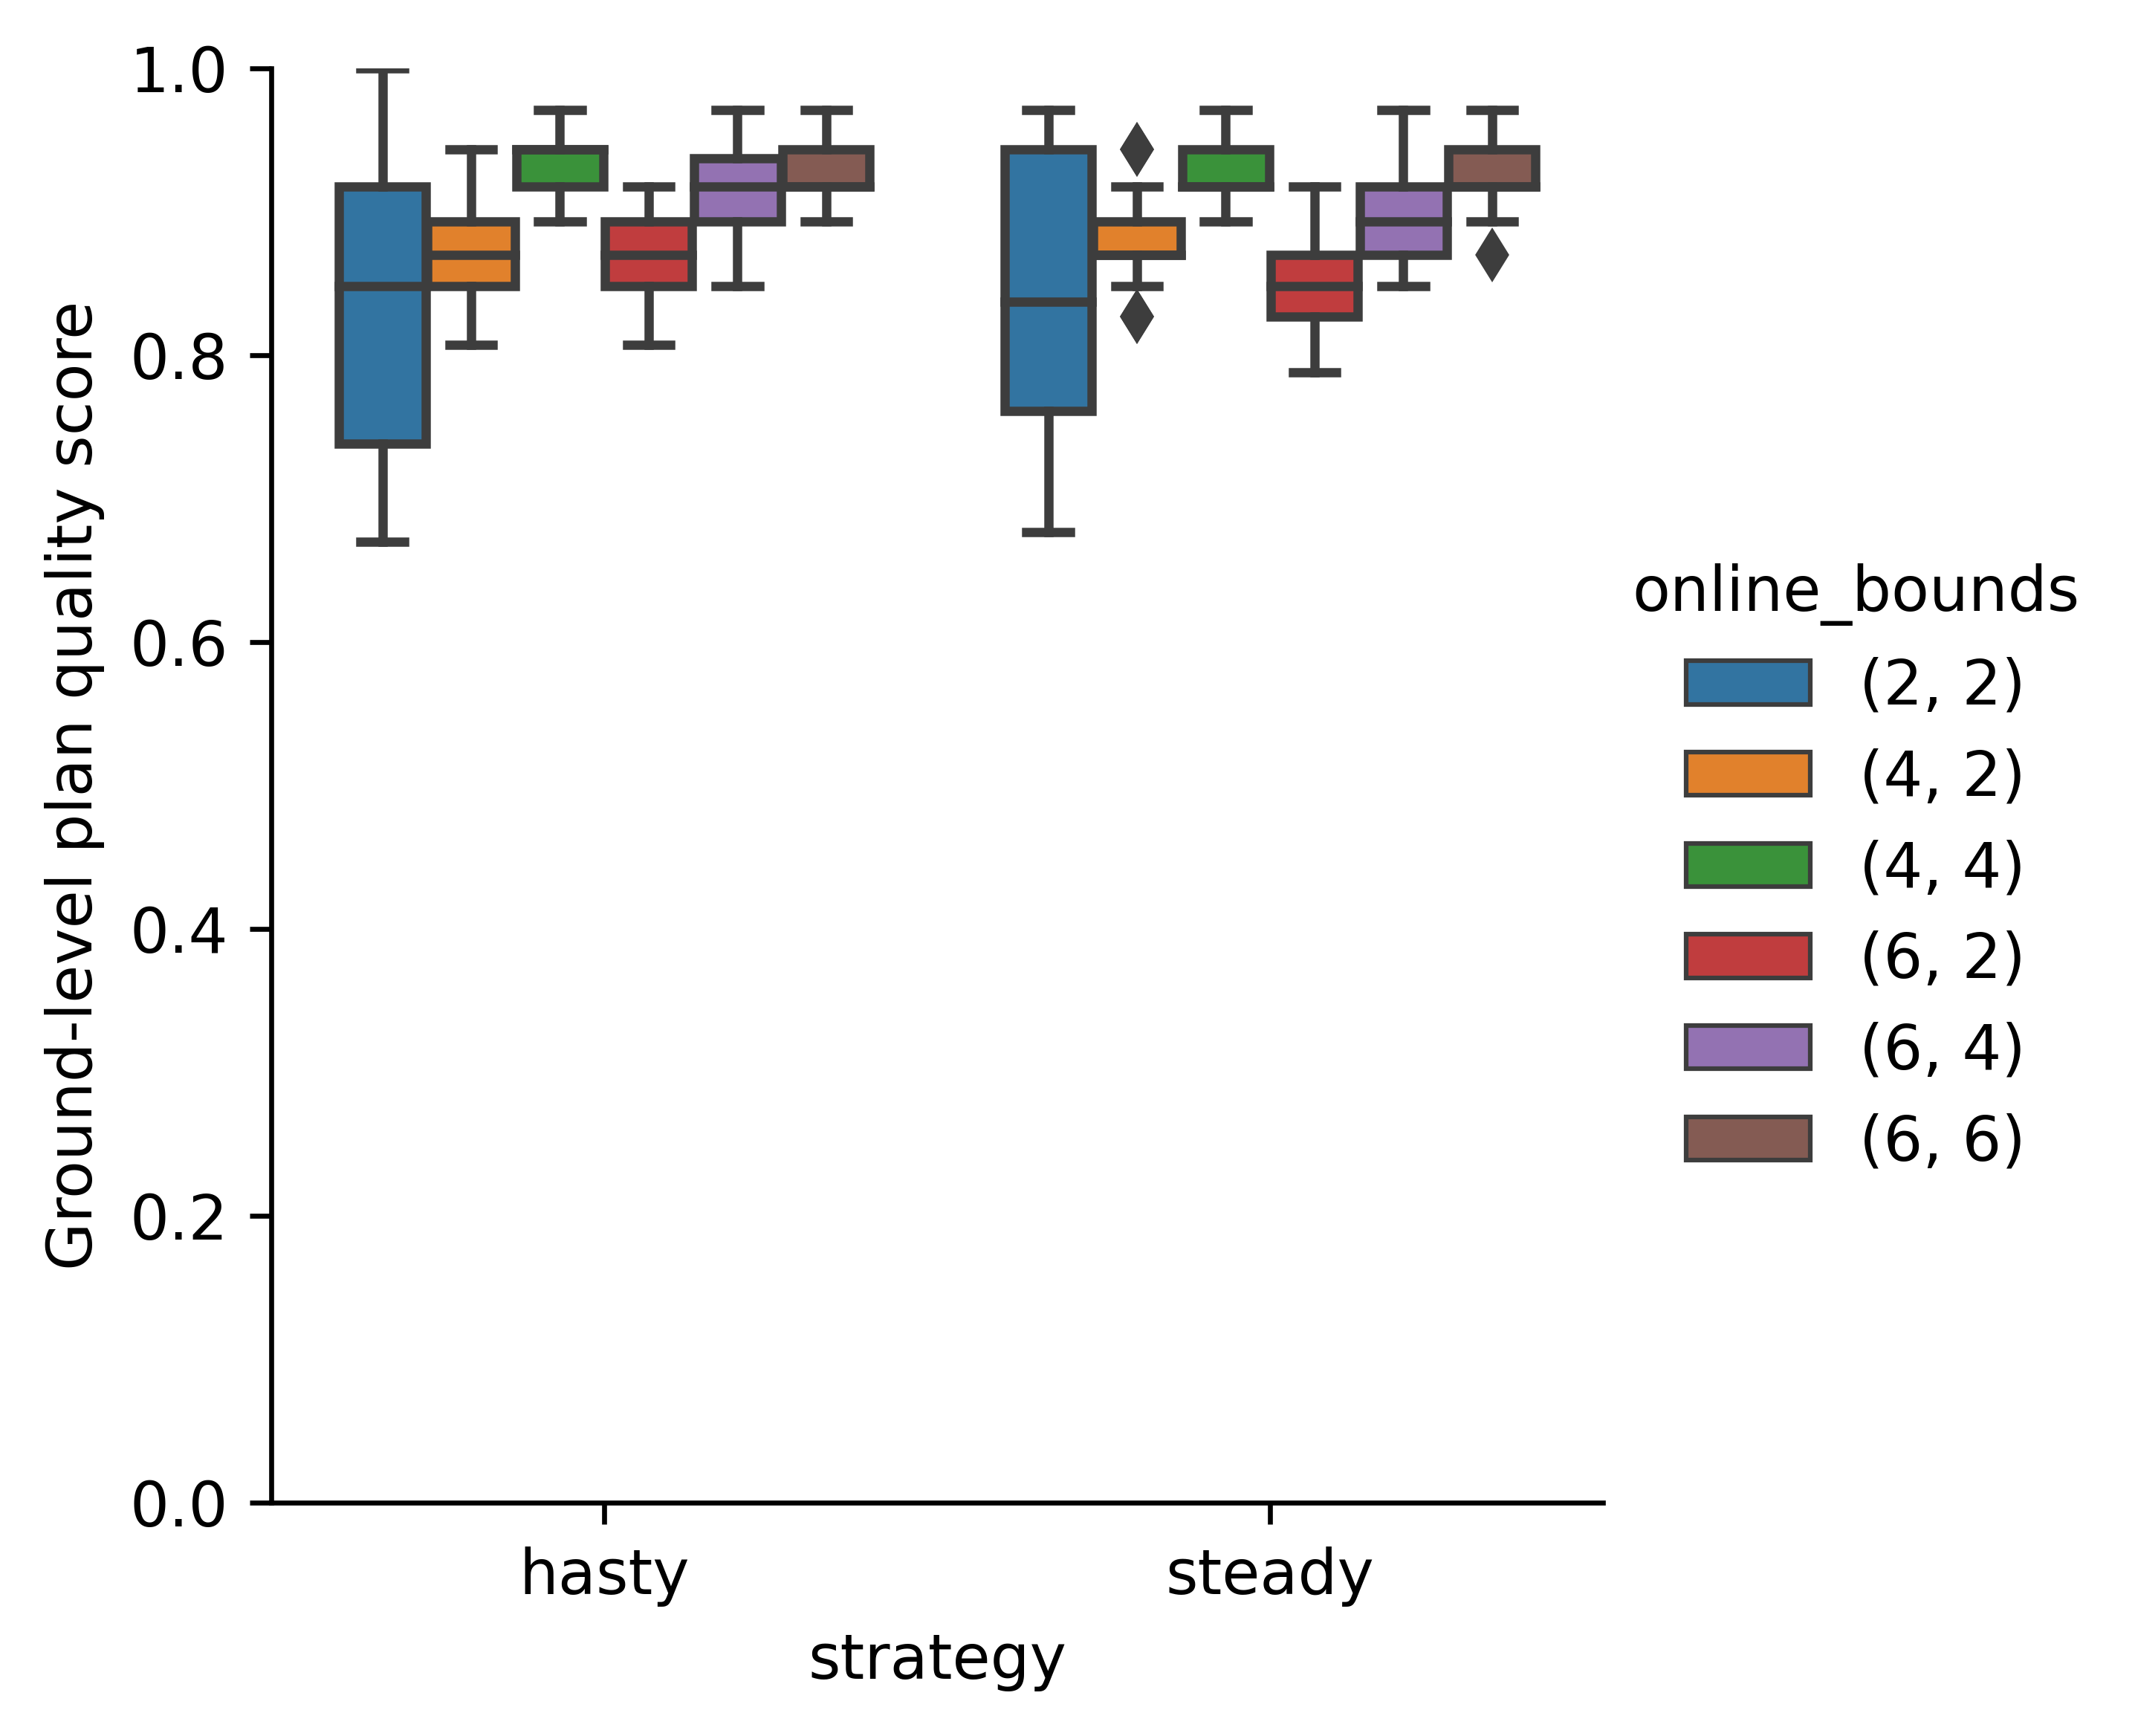 Ground-level plan quality score
1.0
0.8
0.6
0.4
0.2
0.0
hasty
steady
strategy
online_bounds
(2, 2)
(4, 2)
(4, 4)
(6, 2)
(6, 4)
(6, 6)